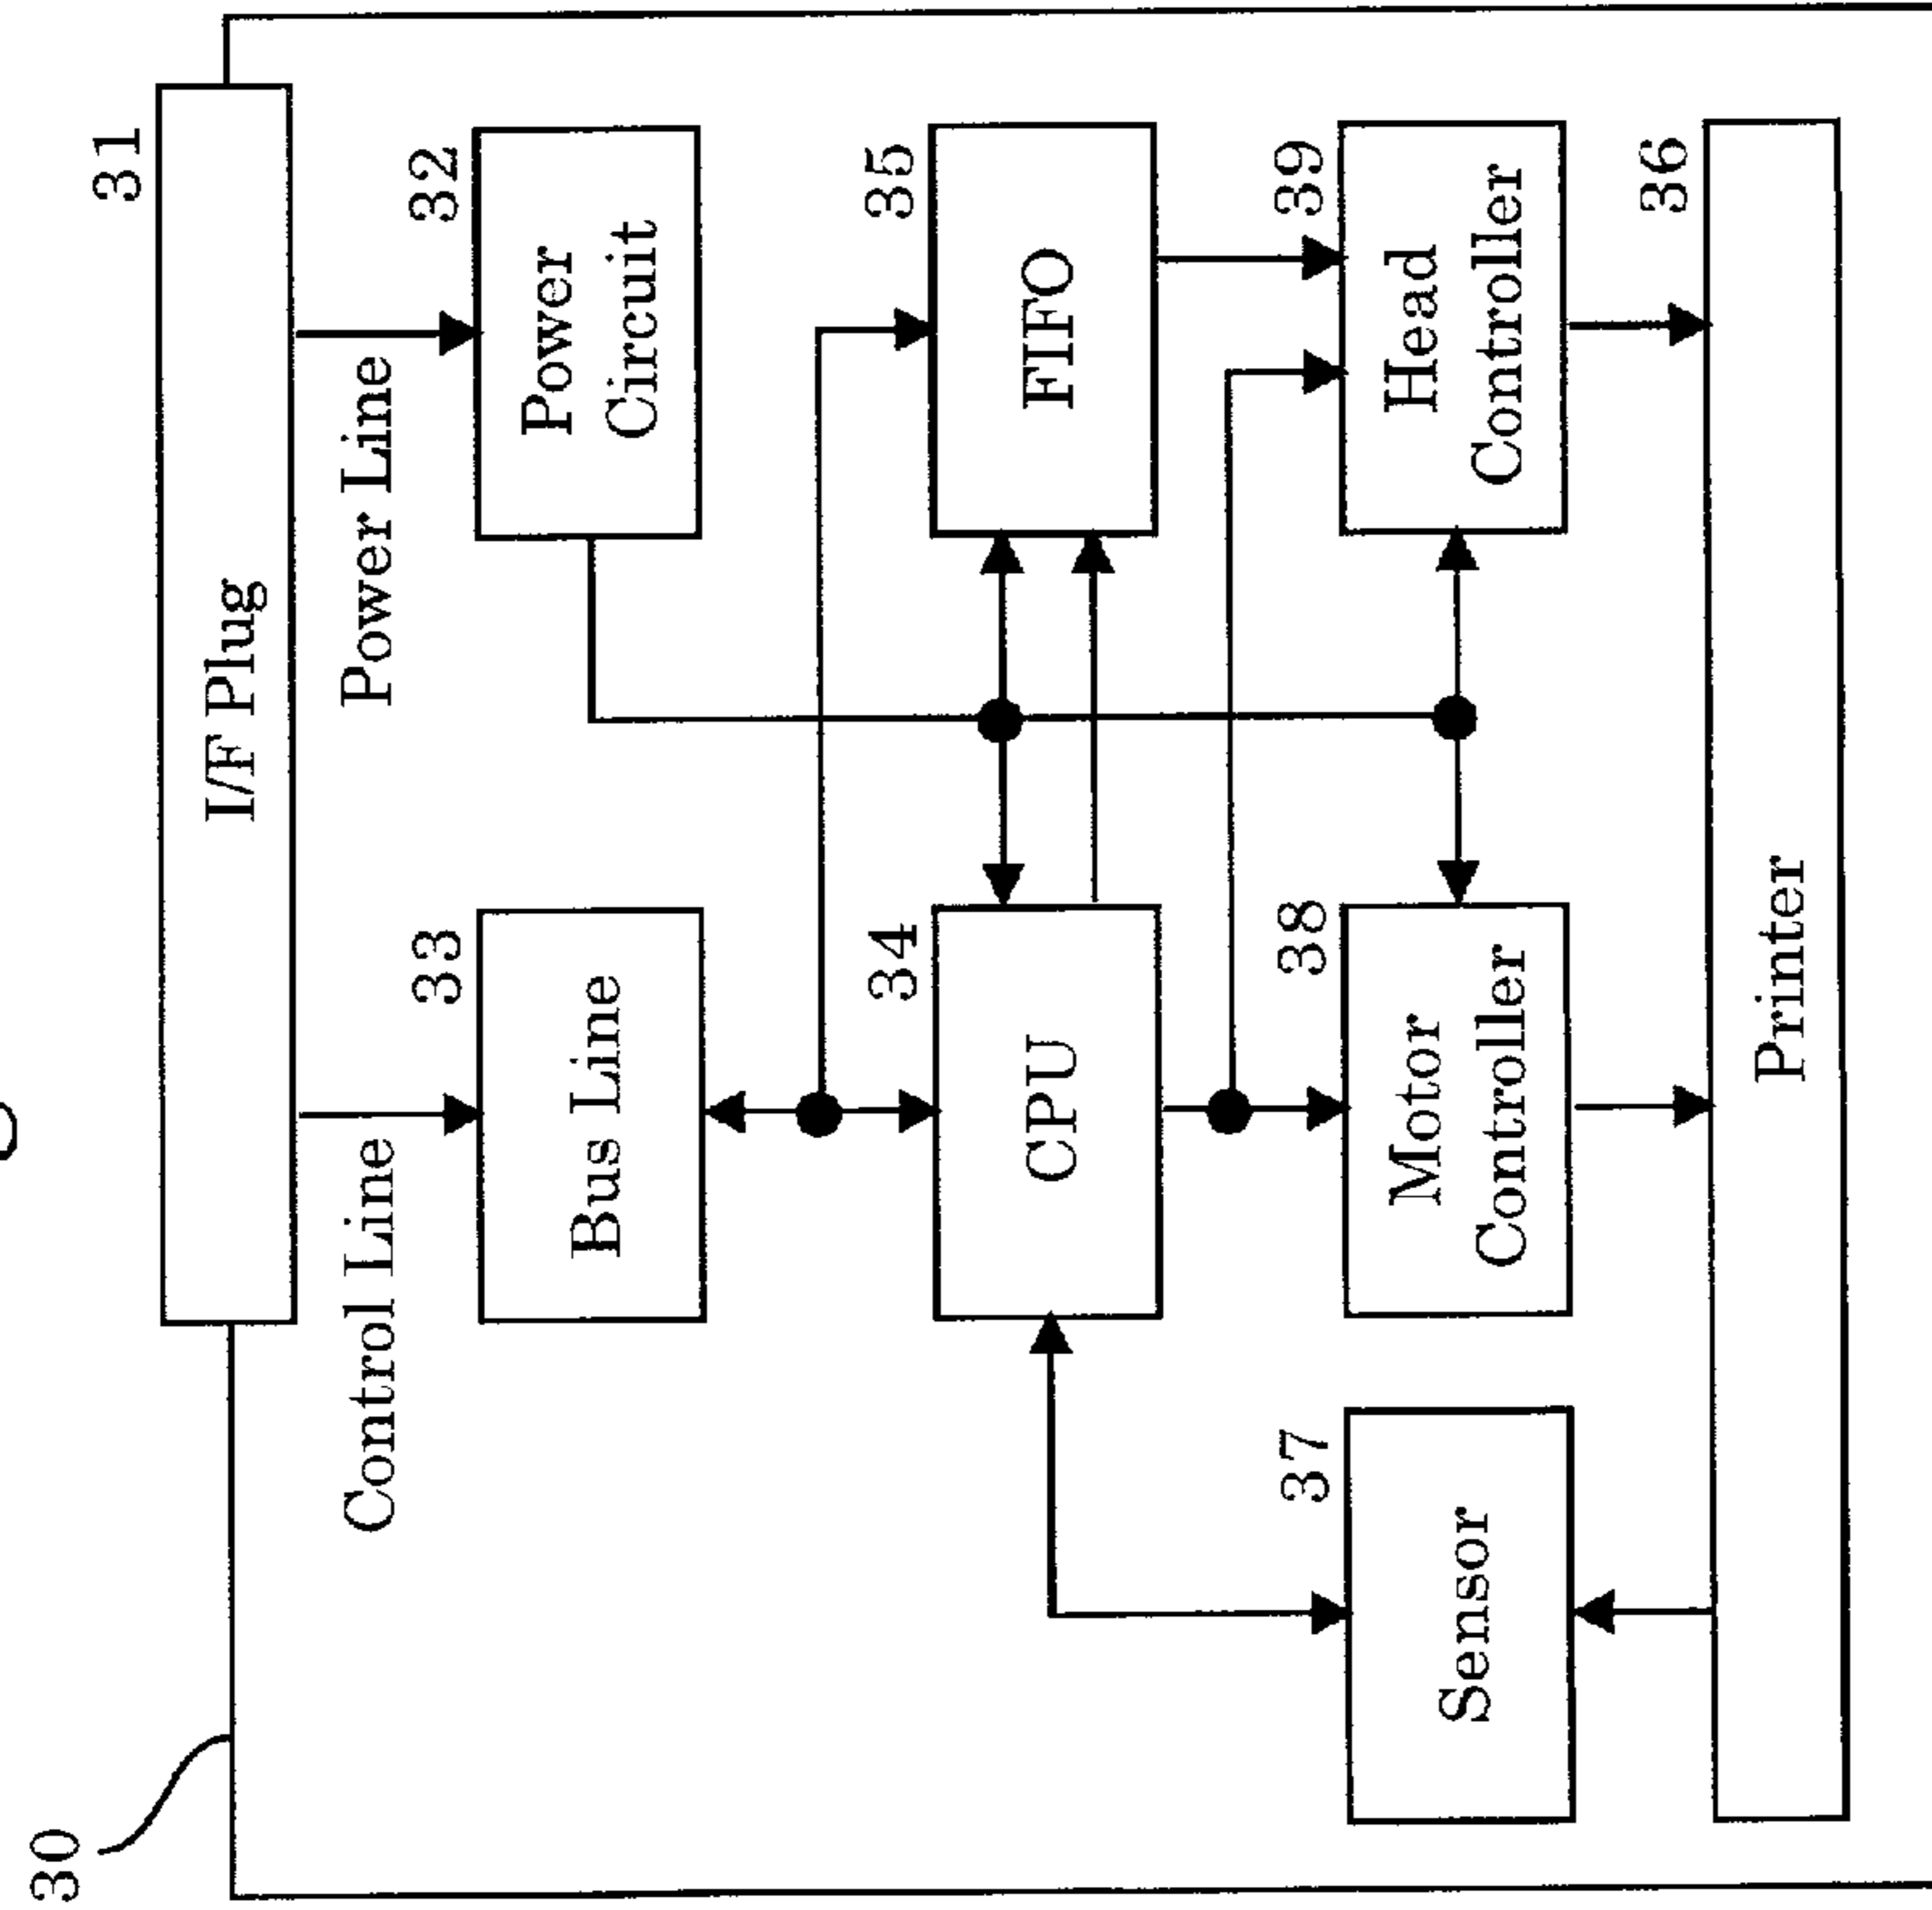 30
31
I/F Plug
Control Line
Power Line
33
Bus Line
32
Power
Circuit
34
CPU
35
FIFO
37
Sensor
38
Motor
Controller
39
Head
Controller
36
Printer